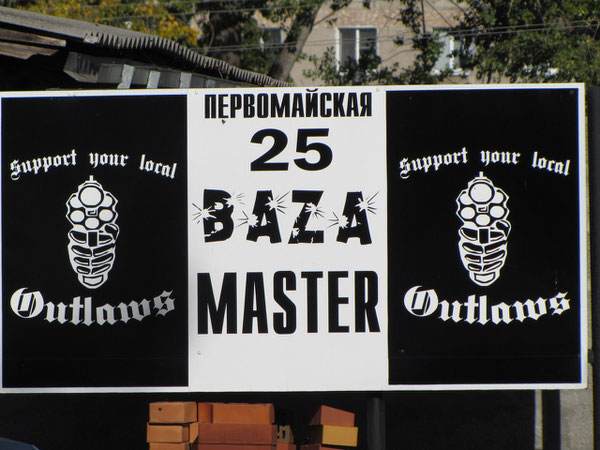 Support your local
Outlaws
ПЕРВОМАЙСКАЯ
25
BAZA
MASTER
Support your local
Outlaws